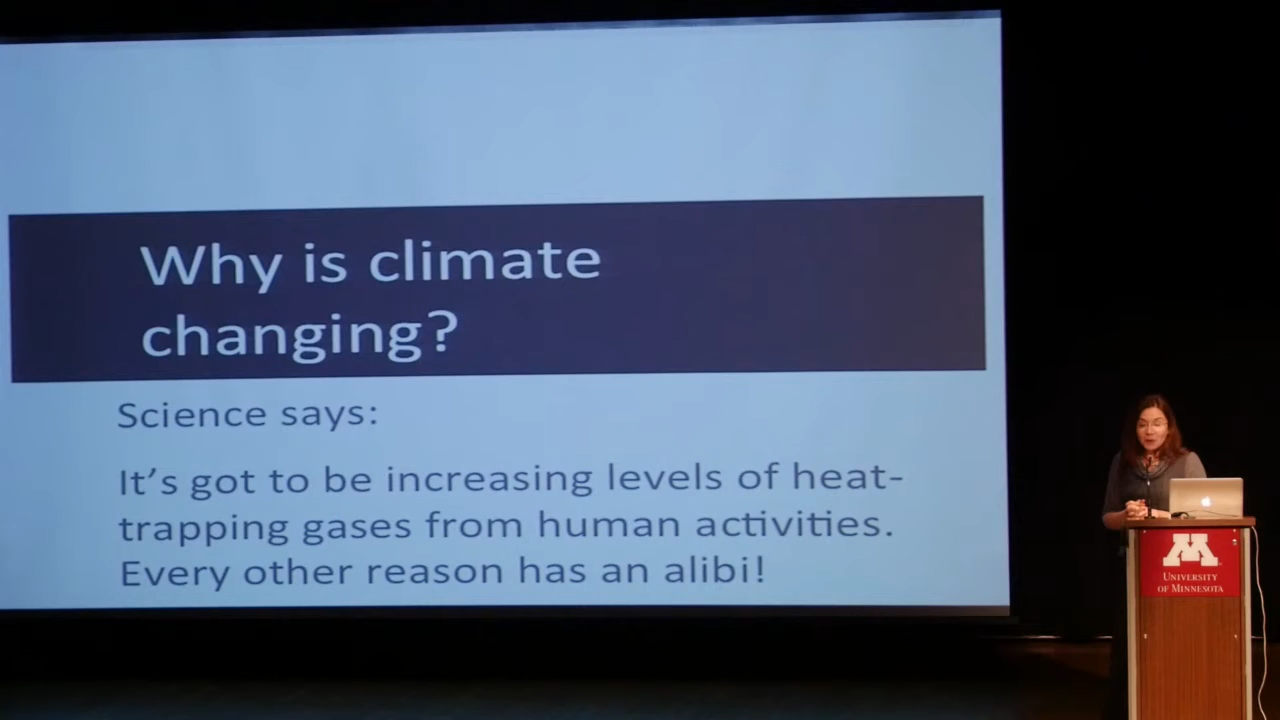 Why is climate
changing?
Science says:
It's got to be increasing levels of heat-
trapping gases from human activities.
Every other reason has an alibi!
M
UNIVERSITY
OF MINNESOTA